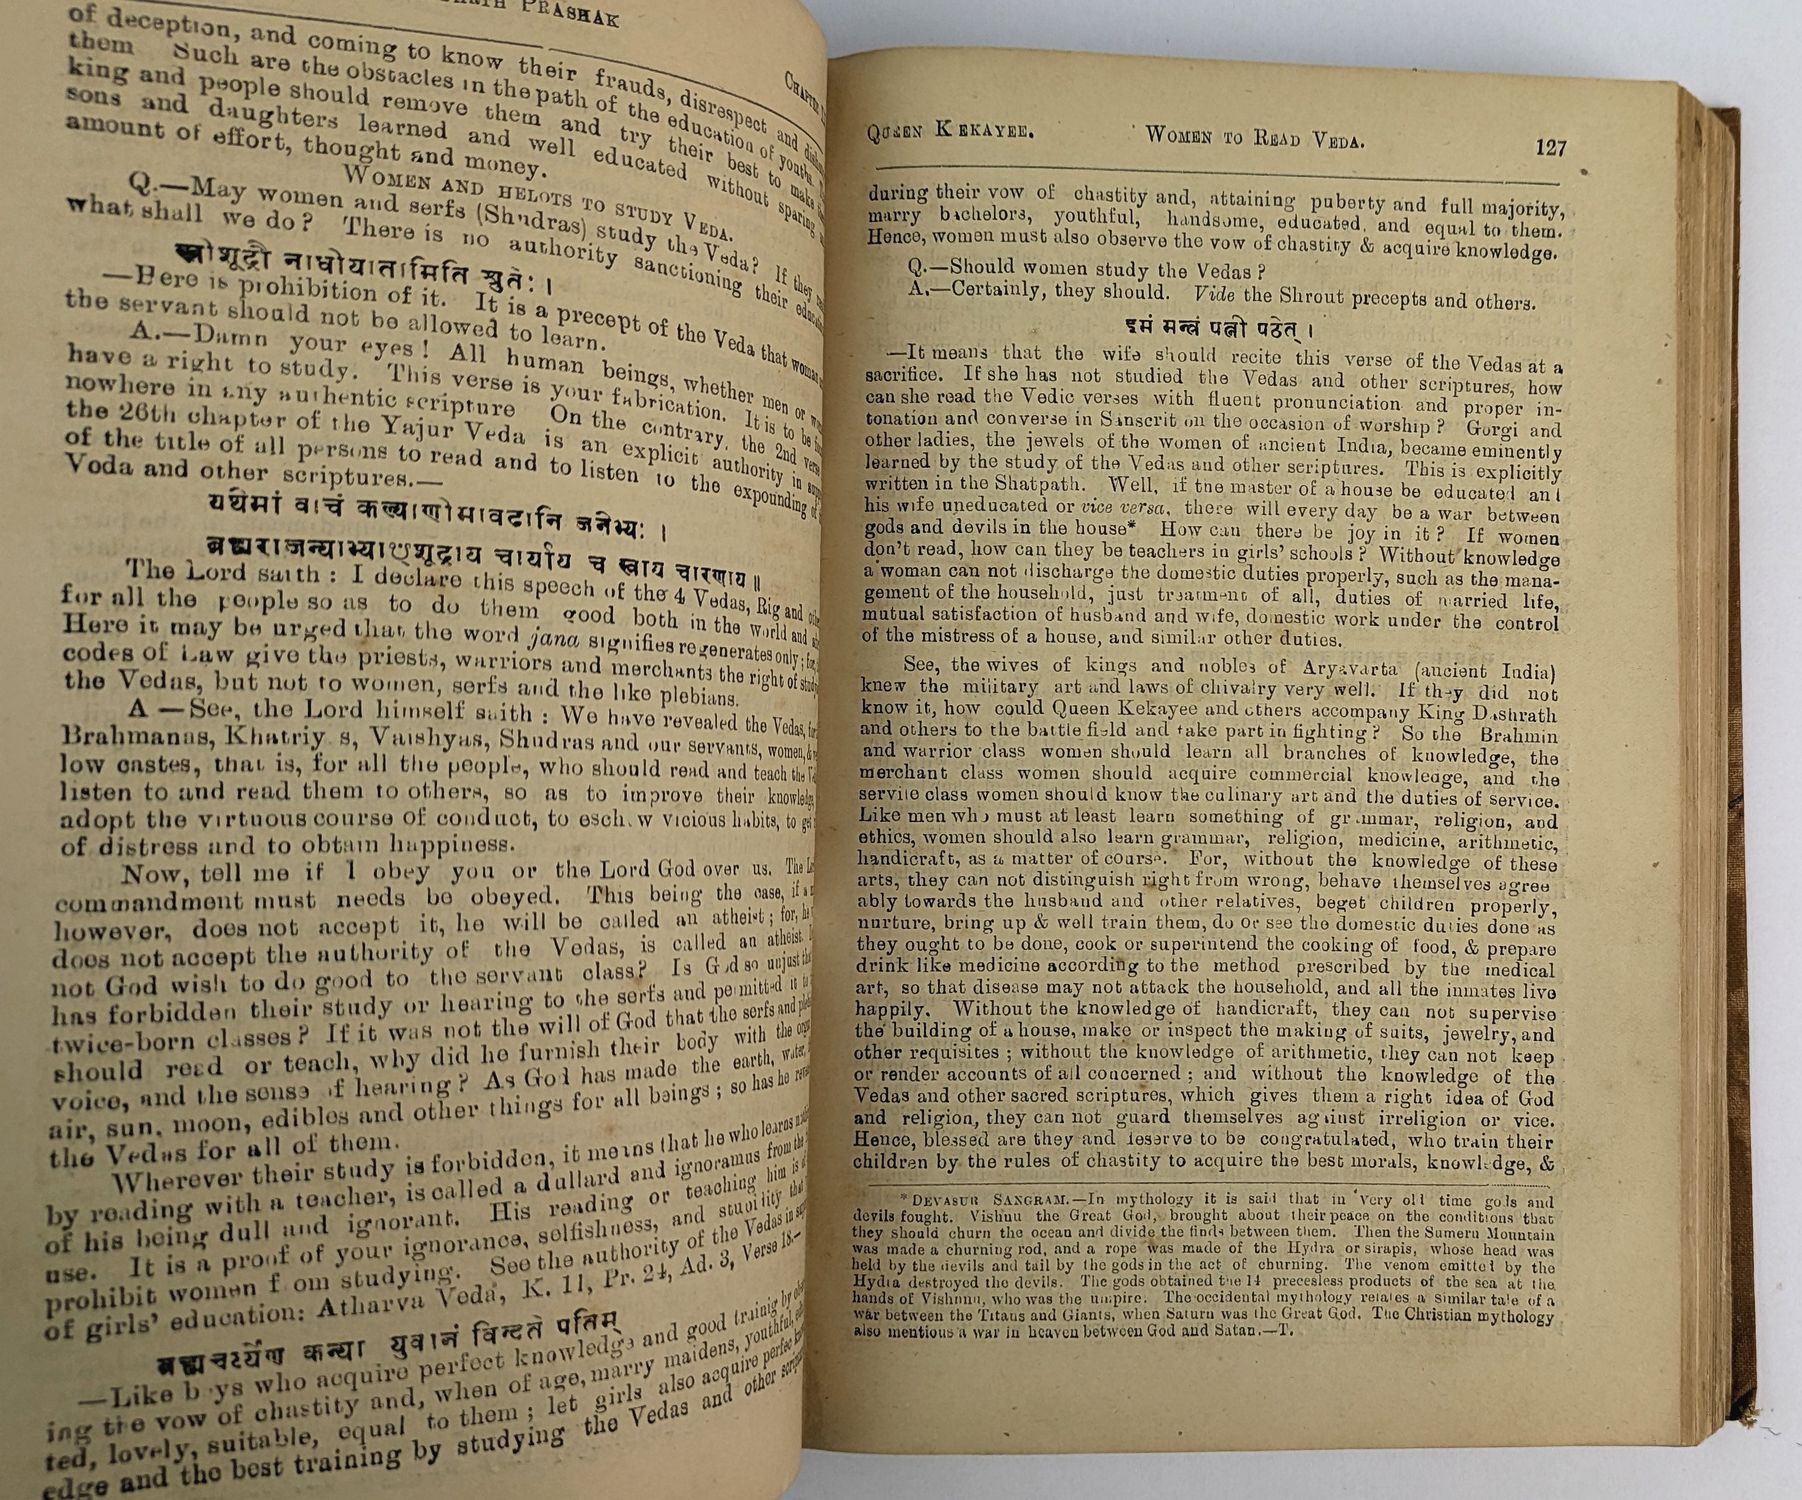 PRASHAK
CHAPTER
of deception, and coming to know their frauds, disrespect and
them Such are the obstacles in the path of the education of youths.
king and people should remove them and try their best to make
sons and daughters learned and well educated without sparing
amount of effort, thought and money.
WOMEN AND HELOTS TO STUDY VEDA.
Q.—May women and serfs (Shudras) study the Veda? If they
what shall we do? There is no authority sanctioning their
स्त्रीशूद्रौ नाधीयातामिति श्रुतेः।
—Here is prohibition of it. It is a precept of the Veda that woman
the servant should not be allowed to learn.
A.—Damn your eyes! All human beings, whether men or
have a right to study. This verse is your fabrication. It is to be
nowhere in any authentic scripture On the contrary, the 2nd verse
the 26th chapter of the Yajur Veda is an explicit authority in
of the title of all persons to read and to listen to the expounding of
Veda and other scriptures.—
यथेमां वाचं कल्याणीमावदानि जनेभ्यः।
ब्रह्मराजन्याभ्याᳬशूद्राय चार्याय च स्वाय चारणाय॥
The Lord saith: I declare this speech of the 4 Vedas, Rig and
for all the people so as to do them good both in the world and
Here it may be urged that the word jana signifies regenerates only;
codes of Law give the priests, warriors and merchants the right of
the Vedas, but not to women, serfs and the like plebians.
A —See, the Lord himself saith: We have revealed the Vedas,
Brahmanas, Khatriy s, Vaishyas, Shudras and our servants, women, &
low castes, that is, for all the people, who should read and teach the
listen to and read them to others, so as to improve their
adopt the virtuous course of conduct, to esch w vicious habits, to
of distress and to obtain happiness.
Now, tell me if I obey you or the Lord God over us. The
commandment must needs be obeyed. This being the case, if
however, does not accept it, he will be called an atheist; for,
does not accept the authority of the Vedas, is called an atheist.
not God wish to do good to the servant class? Is God so unjust
has forbidden their study or hearing to the serfs and permitted it to
twice-born classes? If it was not the will of God that the serfs and
should read or teach, why did he furnish their body with the
voice, and the sense of hearing? As God has made the earth, water,
air, sun, moon, edibles and other things for all beings; so has he
the Vedas for all of them.
Wherever their study is forbidden, it means that he who learns
by reading with a teacher, is called a dullard and ignoramus from the
of his being dull and ignorant. His reading or teaching him is
use. It is a proof of your ignorance, selfishness, and stupidity that
prohibit women f om studying. See the authority of the Vedas in
of girls' education: Atharva Veda, K. 11, Pr. 24, Ad. 3, Verse 18.—
ब्रह्मचर्येण कन्या युवानं विन्दते पतिम्
—Like b ys who acquire perfect knowledge and good trainig by
ing the vow of chastity and, when of age, marry maidens, youthful,
ted, lovely, suitable, equal to them; let girls also acquire perfect
edge and the best training by studying the Vedas and other
QUEEN KEKAYEE. WOMEN TO READ VEDA. 127
during their vow of chastity and, attaining puberty and full majority,
marry bachelors, youthful, handsome, educated, and equal to them.
Hence, women must also observe the vow of chastity & acquire knowledge.
Q.—Should women study the Vedas?
A.—Certainly, they should. Vide the Shrout precepts and others.
इमं मन्त्रं पत्नी पठेत्।
—It means that the wife should recite this verse of the Vedas at a
sacrifice. If she has not studied the Vedas and other scriptures, how
can she read the Vedic verses with fluent pronunciation and proper in-
tonation and converse in Sanscrit on the occasion of worship? Gorgi and
other ladies, the jewels of the women of ancient India, became eminently
learned by the study of the Vedas and other scriptures. This is explicitly
written in the Shatpath. Well, if the master of a house be educated and
his wife uneducated or vice versa, there will every day be a war between
gods and devils in the house* How can there be joy in it? If women
don't read, how can they be teachers in girls' schools? Without knowledge
a woman can not discharge the domestic duties properly, such as the mana-
gement of the household, just treatment of all, duties of married life,
mutual satisfaction of husband and wife, domestic work under the control
of the mistress of a house, and similar other duties.
See, the wives of kings and nobles of Aryavarta (ancient India)
knew the military art and laws of chivalry very well. If they did not
know it, how could Queen Kekayee and others accompany King Dashrath
and others to the battle field and take part in fighting? So the Brahmin
and warrior class women should learn all branches of knowledge, the
merchant class women should acquire commercial knowledge, and the
servile class women should know the culinary art and the duties of service.
Like men who must at least learn something of grammar, religion, and
ethics, women should also learn grammar, religion, medicine, arithmetic,
handicraft, as a matter of course. For, without the knowledge of these
arts, they can not distinguish right from wrong, behave themselves agree
ably towards the husband and other relatives, beget children properly,
nurture, bring up & well train them, do or see the domestic duties done as
they ought to be done, cook or superintend the cooking of food, & prepare
drink like medicine according to the method prescribed by the medical
art, so that disease may not attack the household, and all the inmates live
happily. Without the knowledge of handicraft, they can not supervise
the building of a house, make or inspect the making of suits, jewelry, and
other requisites; without the knowledge of arithmetic, they can not keep
or render accounts of all concerned; and without the knowledge of the
Vedas and other sacred scriptures, which gives them a right idea of God
and religion, they can not guard themselves against irreligion or vice.
Hence, blessed are they and deserve to be congratulated, who train their
children by the rules of chastity to acquire the best morals, knowledge, &
* DEVASUR SANGRAM.—In mythology it is said that in very old time gods and
devils fought. Vishnu the Great God, brought about their peace on the conditions that
they should churn the ocean and divide the finds between them. Then the Sumeru Mountain
was made a churning rod, and a rope was made of the Hydra or sirapis, whose head was
held by the devils and tail by the gods in the act of churning. The venom emitted by the
Hydia destroyed the devils. The gods obtained the 14 preceless products of the sea at the
hands of Vishnu, who was the umpire. The occidental mythology relates a similar tale of a
war between the Titans and Giants, when Saturn was the Great God. The Christian mythology
also mentious a war in heaven between God and Satan.—T.